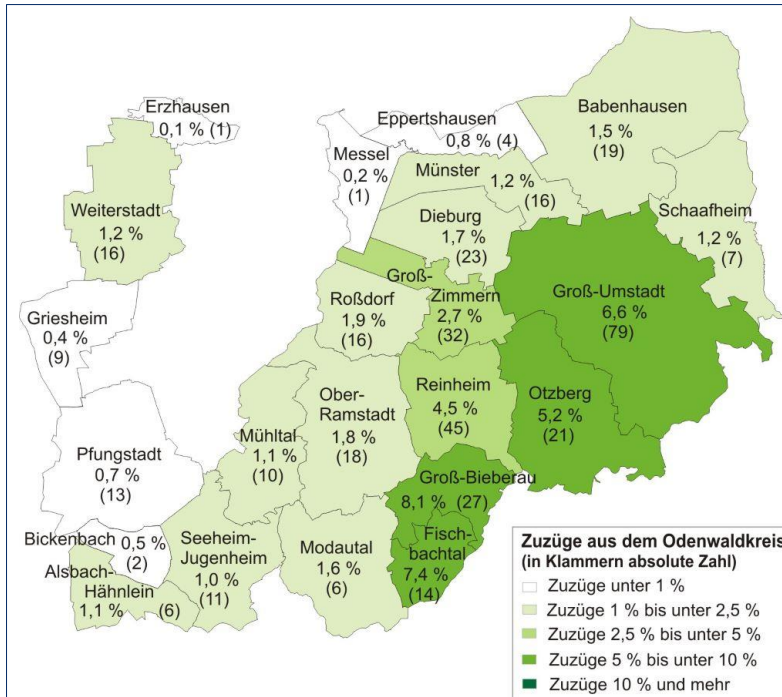 Erzhausen
0,1 % (1)
Eppertshausen
0,8 % (4)
Babenhausen
1,5 %
(19)
Messel
0,2 %
(1)
Münster
1,2 %
(16)
Weiterstadt
1,2 %
(16)
Dieburg
1,7 %
(23)
Schaafheim
1,2 %
(7)
Groß-
Zimmern
2,7 %
(32)
Groß-Umstadt
6,6 %
(79)
Roßdorf
1,9 %
(16)
Griesheim
0,4 %
(9)
Reinheim
4,5 %
(45)
Otzberg
5,2 %
(21)
Ober-
Ramstadt
1,8 %
(18)
Mühltal
1,1 %
(10)
Pfungstadt
0,7 %
(13)
Groß-Bieberau
8,1 % (27)
Fisch-
bachtal
7,4 %
(14)
Bickenbach
0,5 %
(2)
Seeheim-
Jugenheim
1,0 %
(11)
Modautal
1,6 %
(6)
Alsbach-
Hähnlein
1,1 % (6)
Zuzüge aus dem Odenwaldkreis
(in Klammern absolute Zahl)
Zuzüge unter 1 %
Zuzüge 1 % bis unter 2,5 %
Zuzüge 2,5 % bis unter 5 %
Zuzüge 5 % bis unter 10 %
Zuzüge 10 % und mehr